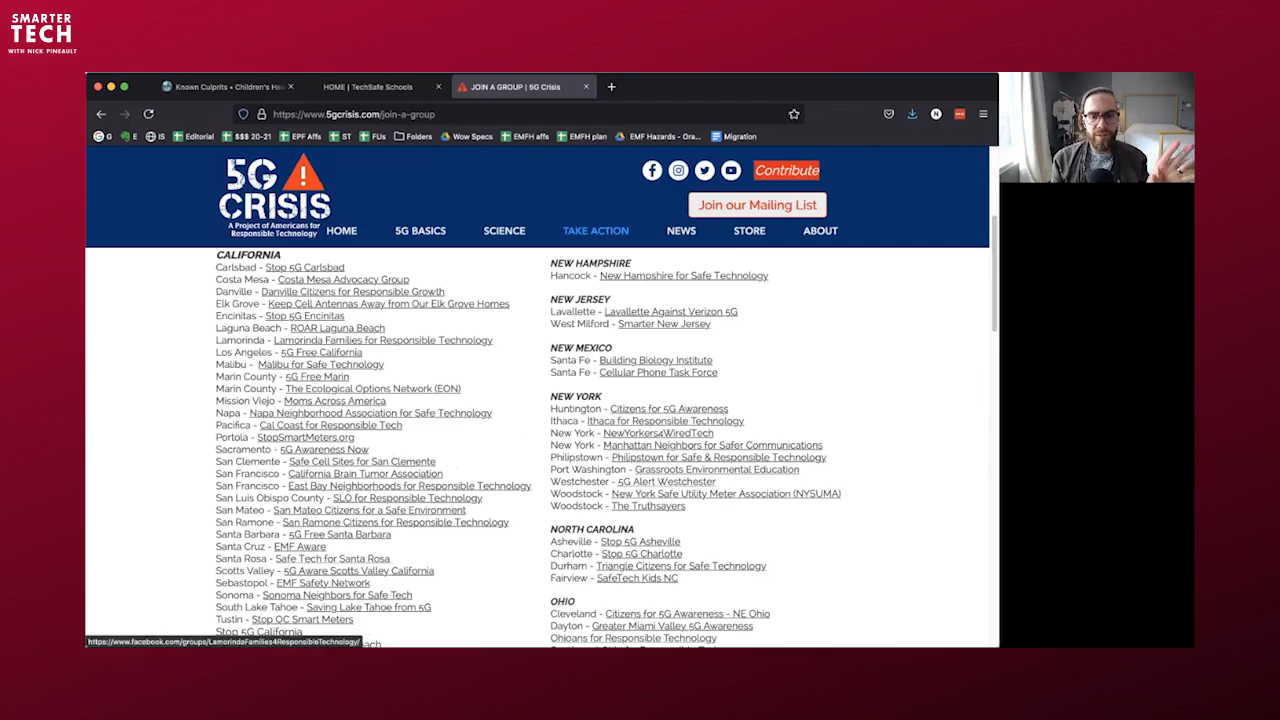 SMARTER
TECH
WITH NICK PINEAULT
Known Culprits • Children's Hea
HOME | TechSafe Schools
JOIN A GROUP | 5G Crisis
https://www.5gcrisis.com/join-a-group
G
E
IS
Editorial
$$$ 20-21
EPF Affs
ST
FUs
Folders
Wow Specs
EMFH affs
EMFH plan
EMF Hazards - Ora...
Migration
5G
CRISIS
A Project of Americans for
Responsible Technology
Contribute
Join our Mailing List
HOME
5G BASICS
SCIENCE
TAKE ACTION
NEWS
STORE
ABOUT
CALIFORNIA
Carlsbad - Stop 5G Carlsbad
Costa Mesa - Costa Mesa Advocacy Group
Danville - Danville Citizens for Responsible Growth
Elk Grove - Keep Cell Antennas Away from Our Elk Grove Homes
Encinitas - Stop 5G Encinitas
Laguna Beach - ROAR Laguna Beach
Lamorinda - Lamorinda Families for Responsible Technology
Los Angeles - 5G Free California
Malibu - Malibu for Safe Technology
Marin County - 5G Free Marin
Marin County - The Ecological Options Network (EON)
Mission Viejo - Moms Across America
Napa - Napa Neighborhood Association for Safe Technology
Pacifica - Cal Coast for Responsible Tech
Portola - StopSmartMeters.org
Sacramento - 5G Awareness Now
San Clemente - Safe Cell Sites for San Clemente
San Francisco - California Brain Tumor Association
San Francisco - East Bay Neighborhoods for Responsible Technology
San Luis Obispo County - SLO for Responsible Technology
San Mateo - San Mateo Citizens for a Safe Environment
San Ramone - San Ramone Citizens for Responsible Technology
Santa Barbara - 5G Free Santa Barbara
Santa Cruz - EMF Aware
Santa Rosa - Safe Tech for Santa Rosa
Scotts Valley - 5G Aware Scotts Valley California
Sebastopol - EMF Safety Network
Sonoma - Sonoma Neighbors for Safe Tech
South Lake Tahoe - Saving Lake Tahoe from 5G
Tustin - Stop OC Smart Meters
Stop 5G California
https://www.facebook.com/groups/LamorindaFamilies4ResponsibleTechnology/
NEW HAMPSHIRE
Hancock - New Hampshire for Safe Technology
NEW JERSEY
Lavallette - Lavallette Against Verizon 5G
West Milford - Smarter New Jersey
NEW MEXICO
Santa Fe - Building Biology Institute
Santa Fe - Cellular Phone Task Force
NEW YORK
Huntington - Citizens for 5G Awareness
Ithaca - Ithaca for Responsible Technology
New York - NewYorkers4WiredTech
New York - Manhattan Neighbors for Safer Communications
Philipstown - Philipstown for Safe & Responsible Technology
Port Washington - Grassroots Environmental Education
Westchester - 5G Alert Westchester
Woodstock - New York Safe Utility Meter Association (NYSUMA)
Woodstock - The Truthsayers
NORTH CAROLINA
Asheville - Stop 5G Asheville
Charlotte - Stop 5G Charlotte
Durham - Triangle Citizens for Safe Technology
Fairview - SafeTech Kids NC
OHIO
Cleveland - Citizens for 5G Awareness - NE Ohio
Dayton - Greater Miami Valley 5G Awareness
Ohioans for Responsible Technology